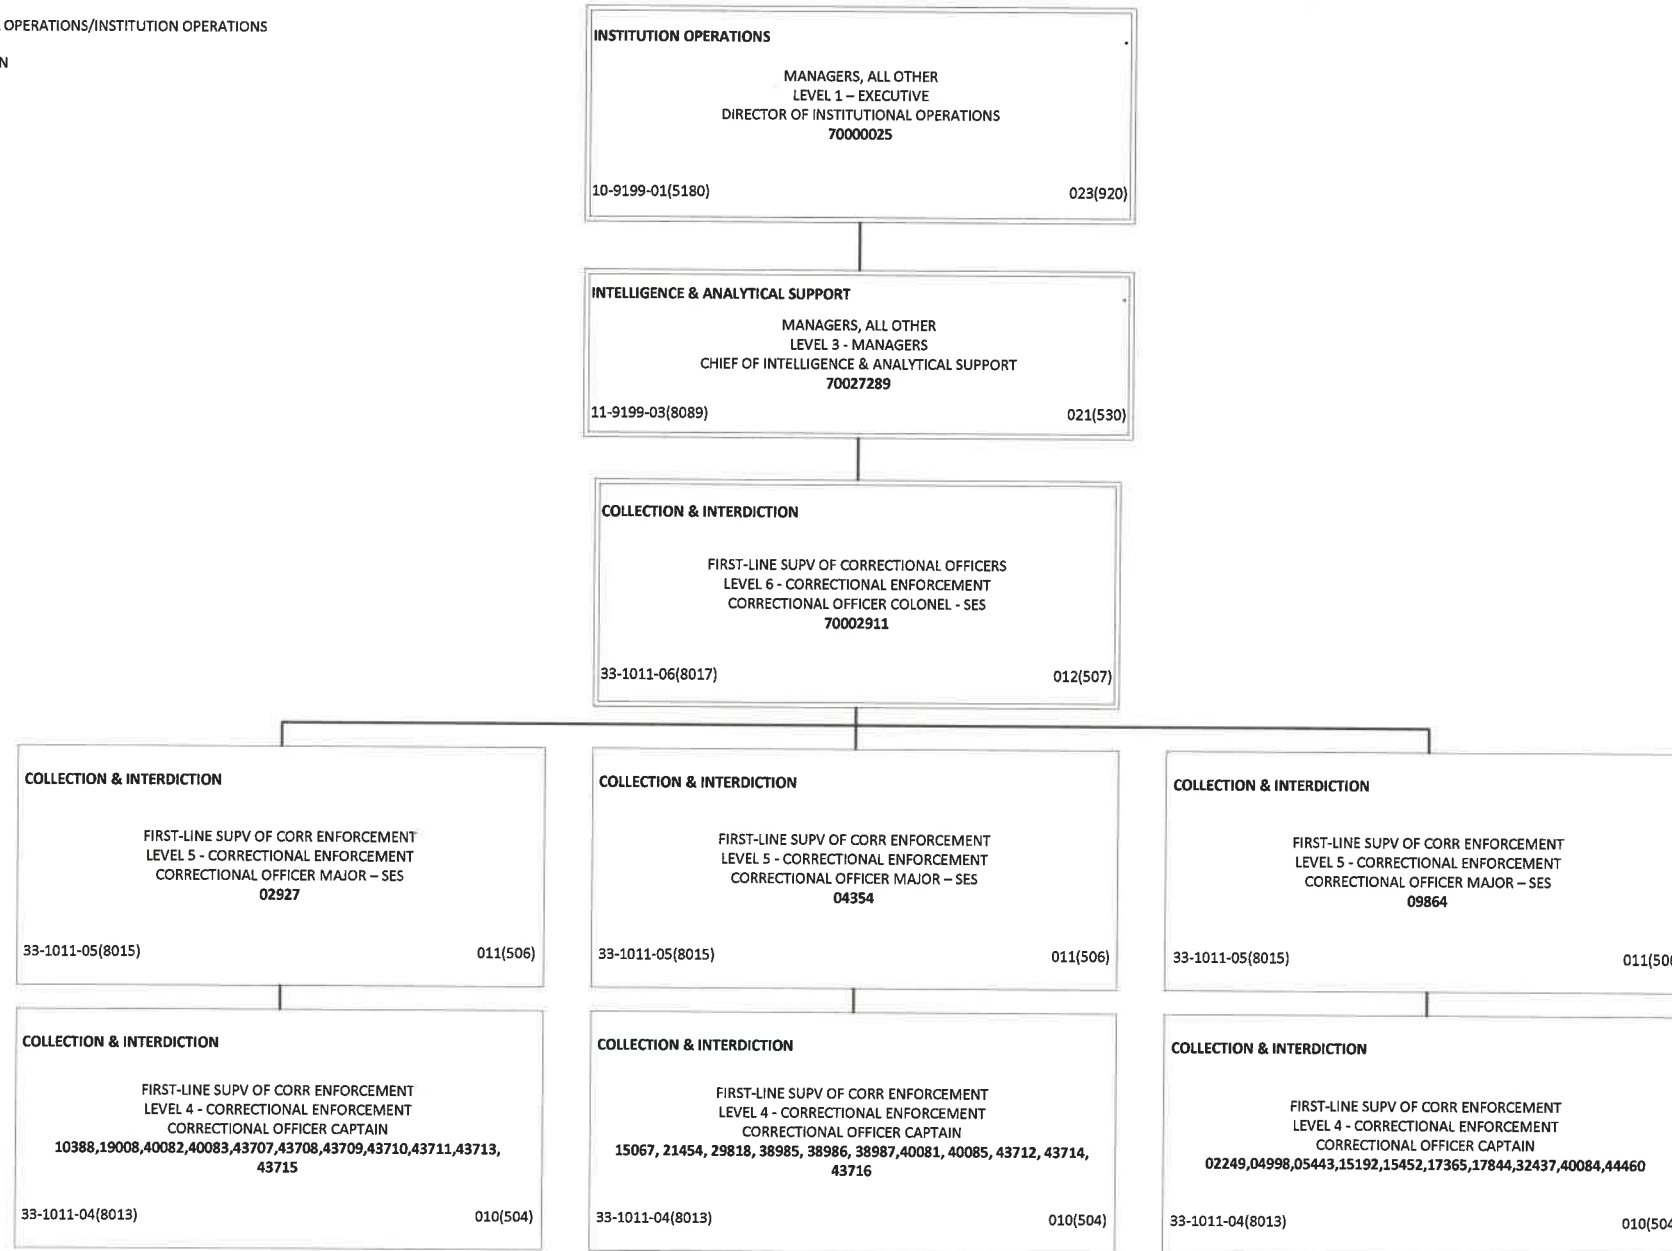 OPERATIONS/INSTITUTION OPERATIONS
N
INSTITUTION OPERATIONS
MANAGERS, ALL OTHER
LEVEL 1 – EXECUTIVE
DIRECTOR OF INSTITUTIONAL OPERATIONS
70000025
10-9199-01(5180) 023(920)
INTELLIGENCE & ANALYTICAL SUPPORT
MANAGERS, ALL OTHER
LEVEL 3 - MANAGERS
CHIEF OF INTELLIGENCE & ANALYTICAL SUPPORT
70027289
11-9199-03(8089) 021(530)
COLLECTION & INTERDICTION
FIRST-LINE SUPV OF CORRECTIONAL OFFICERS
LEVEL 6 - CORRECTIONAL ENFORCEMENT
CORRECTIONAL OFFICER COLONEL - SES
70002911
33-1011-06(8017) 012(507)
COLLECTION & INTERDICTION
FIRST-LINE SUPV OF CORR ENFORCEMENT
LEVEL 5 - CORRECTIONAL ENFORCEMENT
CORRECTIONAL OFFICER MAJOR – SES
02927
33-1011-05(8015) 011(506)
COLLECTION & INTERDICTION
FIRST-LINE SUPV OF CORR ENFORCEMENT
LEVEL 5 - CORRECTIONAL ENFORCEMENT
CORRECTIONAL OFFICER MAJOR – SES
04354
33-1011-05(8015) 011(506)
COLLECTION & INTERDICTION
FIRST-LINE SUPV OF CORR ENFORCEMENT
LEVEL 5 - CORRECTIONAL ENFORCEMENT
CORRECTIONAL OFFICER MAJOR – SES
09864
33-1011-05(8015) 011(506
COLLECTION & INTERDICTION
FIRST-LINE SUPV OF CORR ENFORCEMENT
LEVEL 4 - CORRECTIONAL ENFORCEMENT
CORRECTIONAL OFFICER CAPTAIN
10388,19008,40082,40083,43707,43708,43709,43710,43711,43713,
43715
33-1011-04(8013) 010(504)
COLLECTION & INTERDICTION
FIRST-LINE SUPV OF CORR ENFORCEMENT
LEVEL 4 - CORRECTIONAL ENFORCEMENT
CORRECTIONAL OFFICER CAPTAIN
15067, 21454, 29818, 38985, 38986, 38987,40081, 40085, 43712, 43714,
43716
33-1011-04(8013) 010(504)
COLLECTION & INTERDICTION
FIRST-LINE SUPV OF CORR ENFORCEMENT
LEVEL 4 - CORRECTIONAL ENFORCEMENT
CORRECTIONAL OFFICER CAPTAIN
02249,04998,05443,15192,15452,17365,17844,32437,40084,44460
33-1011-04(8013) 010(504